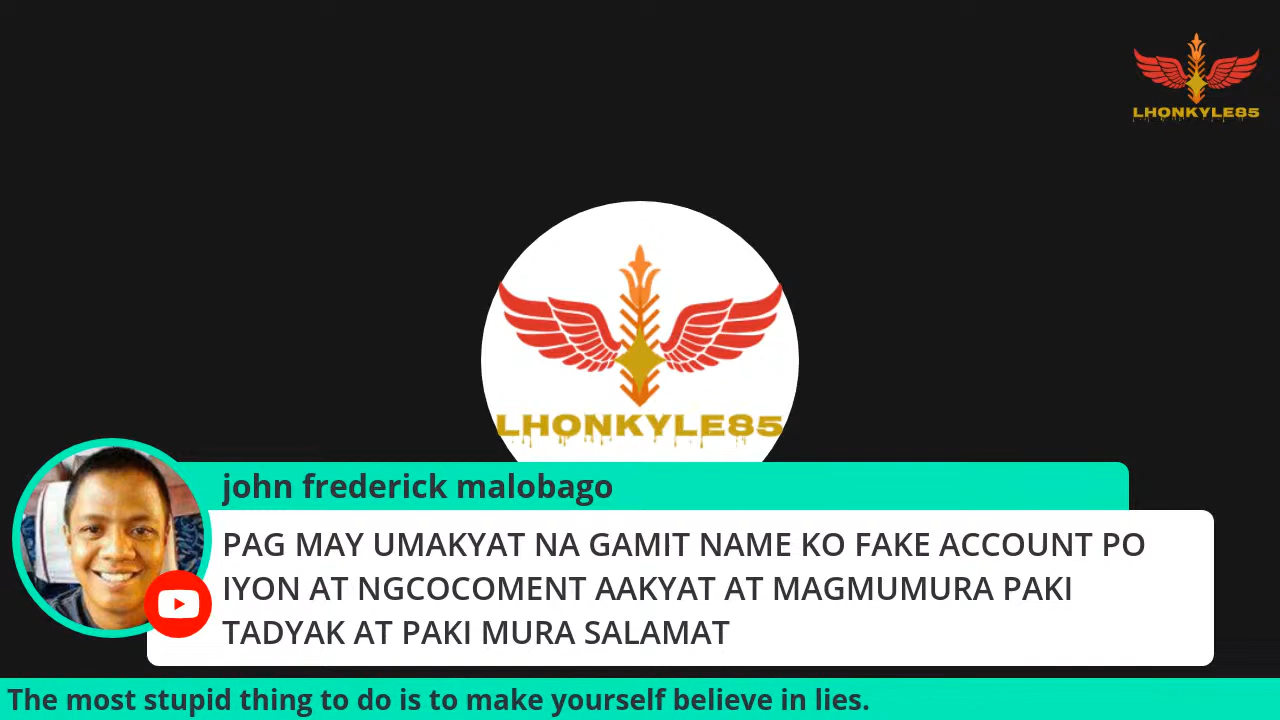 LHONKYLE85
LHONKYLE85
john frederick malobago
PAG MAY UMAKYAT NA GAMIT NAME KO FAKE ACCOUNT PO
IYON AT NGCOCOMENT AAKYAT AT MAGMUMURA PAKI
TADYAK AT PAKI MURA SALAMAT
The most stupid thing to do is to make yourself believe in lies.